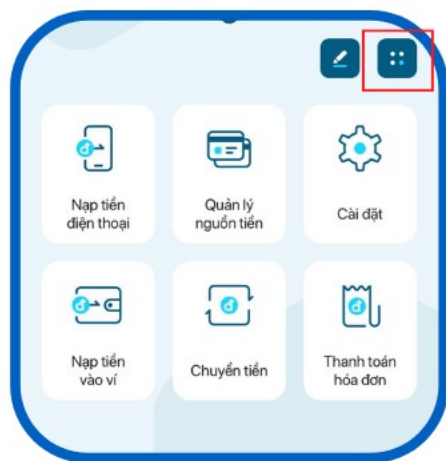 Nạp tiền
điện thoại
Quản lý
nguồn tiền
Cài đặt
Nạp tiền
vào ví
Chuyển tiền
Thanh toán
hóa đơn